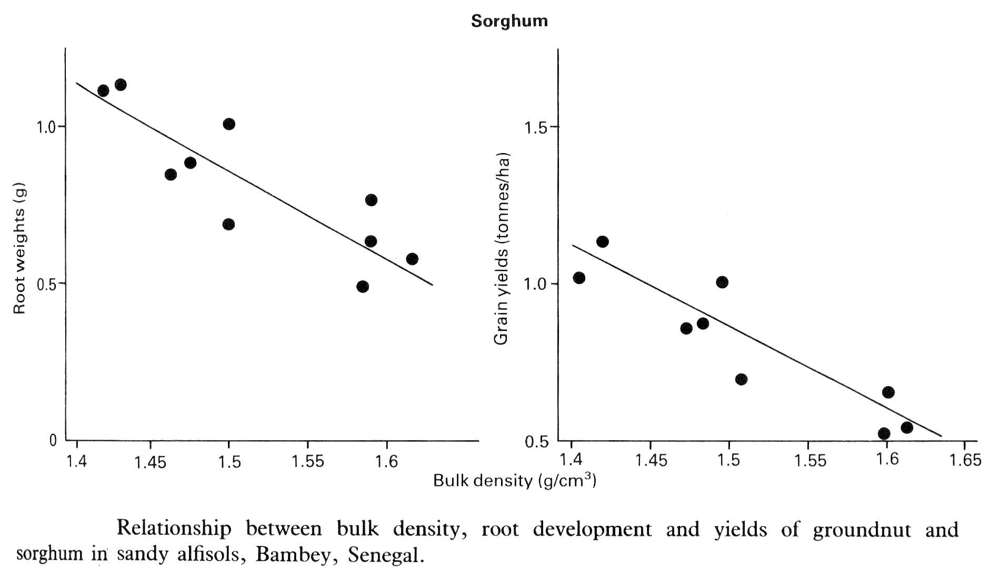 Sorghum
Root weights (g)
1.0
0.5
0
1.4 1.45 1.5 1.55 1.6
Grain yields (tonnes/ha)
1.5
1.0
0.5
1.4 1.45 1.5 1.55 1.6 1.65
Bulk density (g/cm³)
Relationship between bulk density, root development and yields of groundnut and
sorghum in sandy alfisols, Bambey, Senegal.